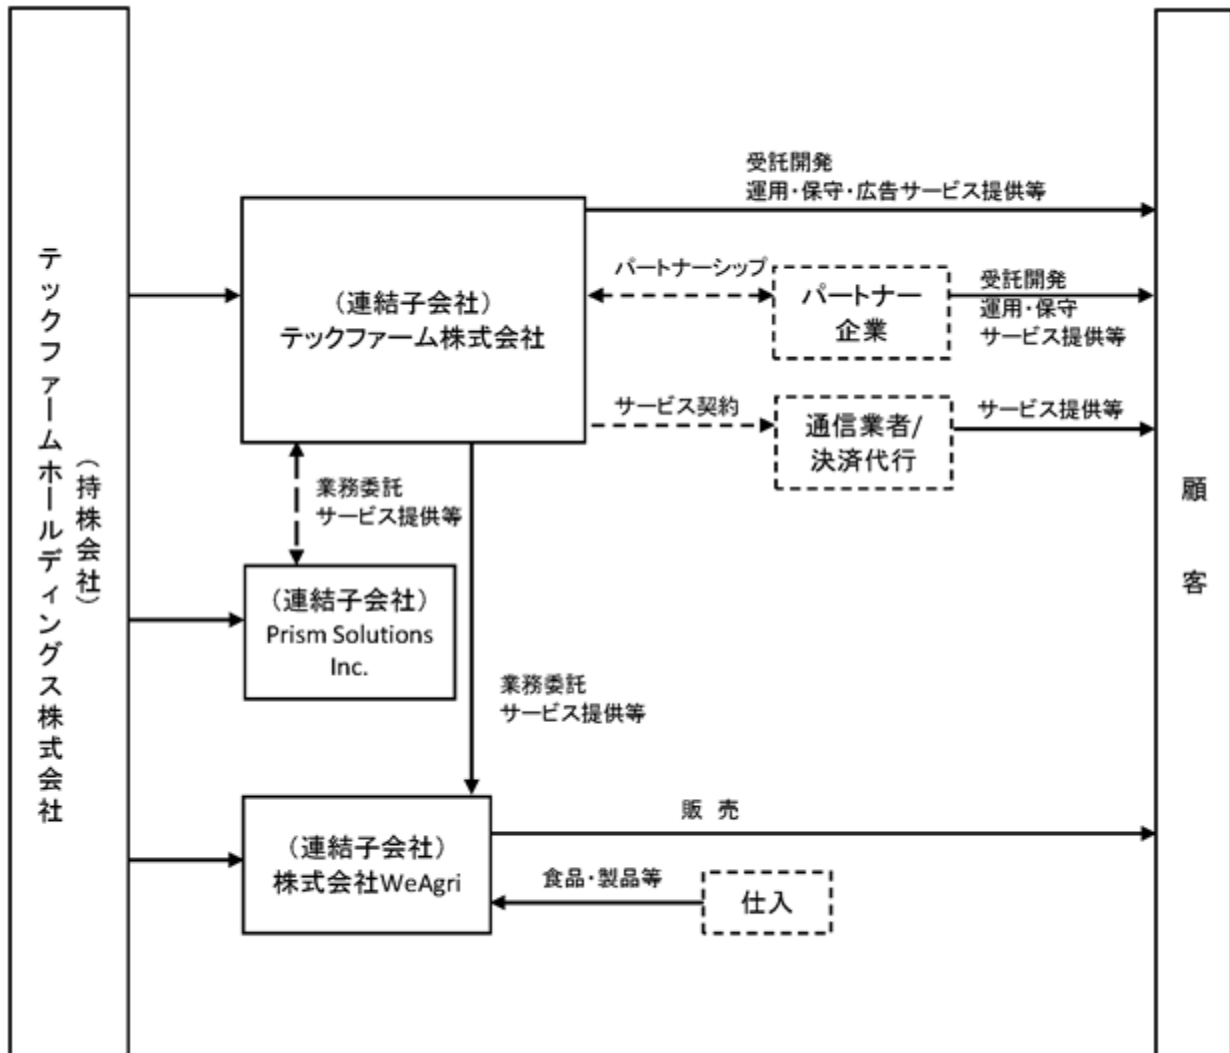 テックファームホールディングス株式会社
（持株会社）
受託開発
運用・保守・広告サービス提供等
（連結子会社）
テックファーム株式会社
パートナーシップ
パートナー
企業
受託開発
運用・保守
サービス提供等
サービス契約
通信業者/
決済代行
サービス提供等
業務委託
サービス提供等
（連結子会社）
Prism Solutions
Inc.
業務委託
サービス提供等
（連結子会社）
株式会社WeAgri
販 売
食品・製品等
仕入
顧 客